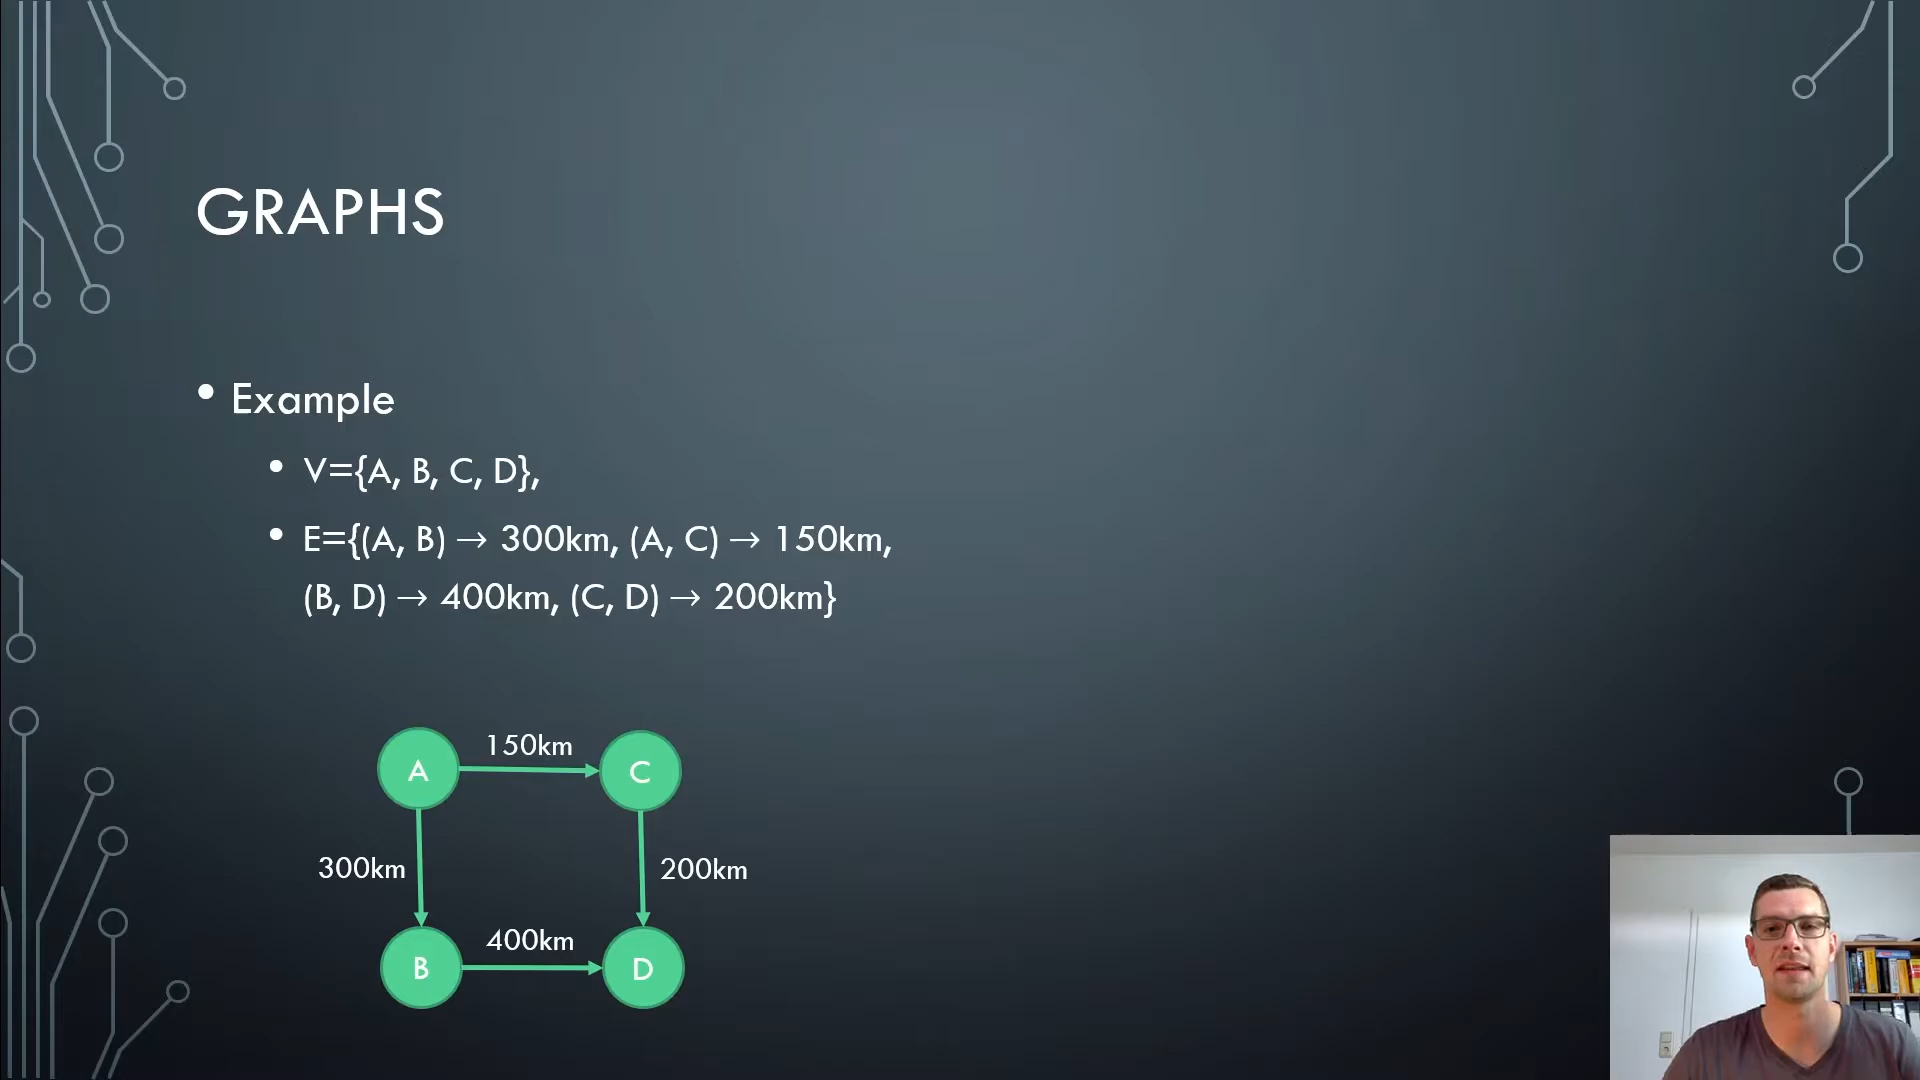 GRAPHS
• Example
• V={A, B, C, D},
• E={(A, B) → 300km, (A, C) → 150km,
(B, D) → 400km, (C, D) → 200km}
150km
A
C
300km
200km
400km
B
D